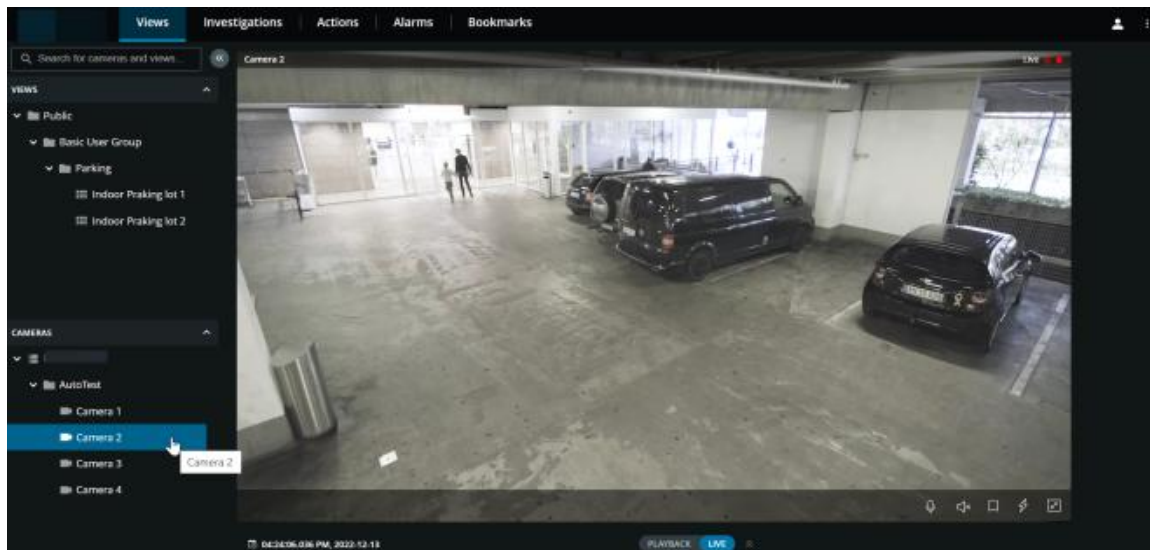 Views Investigations Actions Alarms Bookmarks
Search for cameras and views...
Camera 2
LIVE
VIEWS
Public
Basic User Group
Parking
Indoor Praking lot 1
Indoor Praking lot 2
CAMERAS
AutoTest
Camera 1
Camera 2
Camera 2
Camera 3
Camera 4
04:24:06.036 PM, 2022-12-13
PLAYBACK LIVE